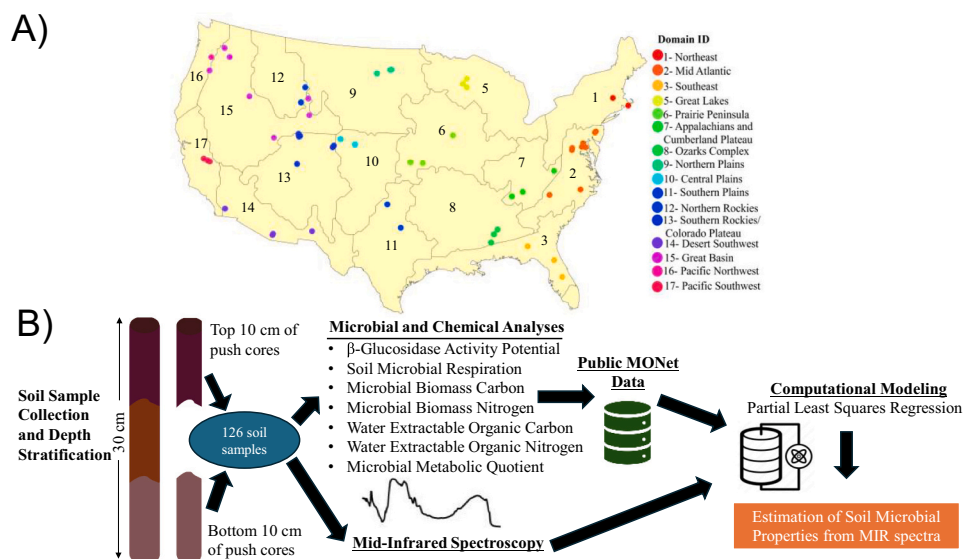 A)
Domain ID
1- Northeast
2- Mid Atlantic
3- Southeast
5- Great Lakes
6- Prairie Peninsula
7- Appalachians and
Cumberland Plateau
8- Ozarks Complex
9- Northern Plains
10- Central Plains
11- Southern Plains
12- Northern Rockies
13- Southern Rockies/
Colorado Plateau
14- Desert Southwest
15- Great Basin
16- Pacific Northwest
17- Pacific Southwest
16
12
9
5
1
15
6
17
10
7
2
13
14
8
11
3
B)
Soil Sample
Collection
and Depth
Stratification
30 cm
Top 10 cm of
push cores
126 soil
samples
Bottom 10 cm
of push cores
Microbial and Chemical Analyses
• β-Glucosidase Activity Potential
• Soil Microbial Respiration
• Microbial Biomass Carbon
• Microbial Biomass Nitrogen
• Water Extractable Organic Carbon
• Water Extractable Organic Nitrogen
• Microbial Metabolic Quotient
Mid-Infrared Spectroscopy
Public MONet
Data
Computational Modeling
Partial Least Squares Regression
Estimation of Soil Microbial
Properties from MIR spectra